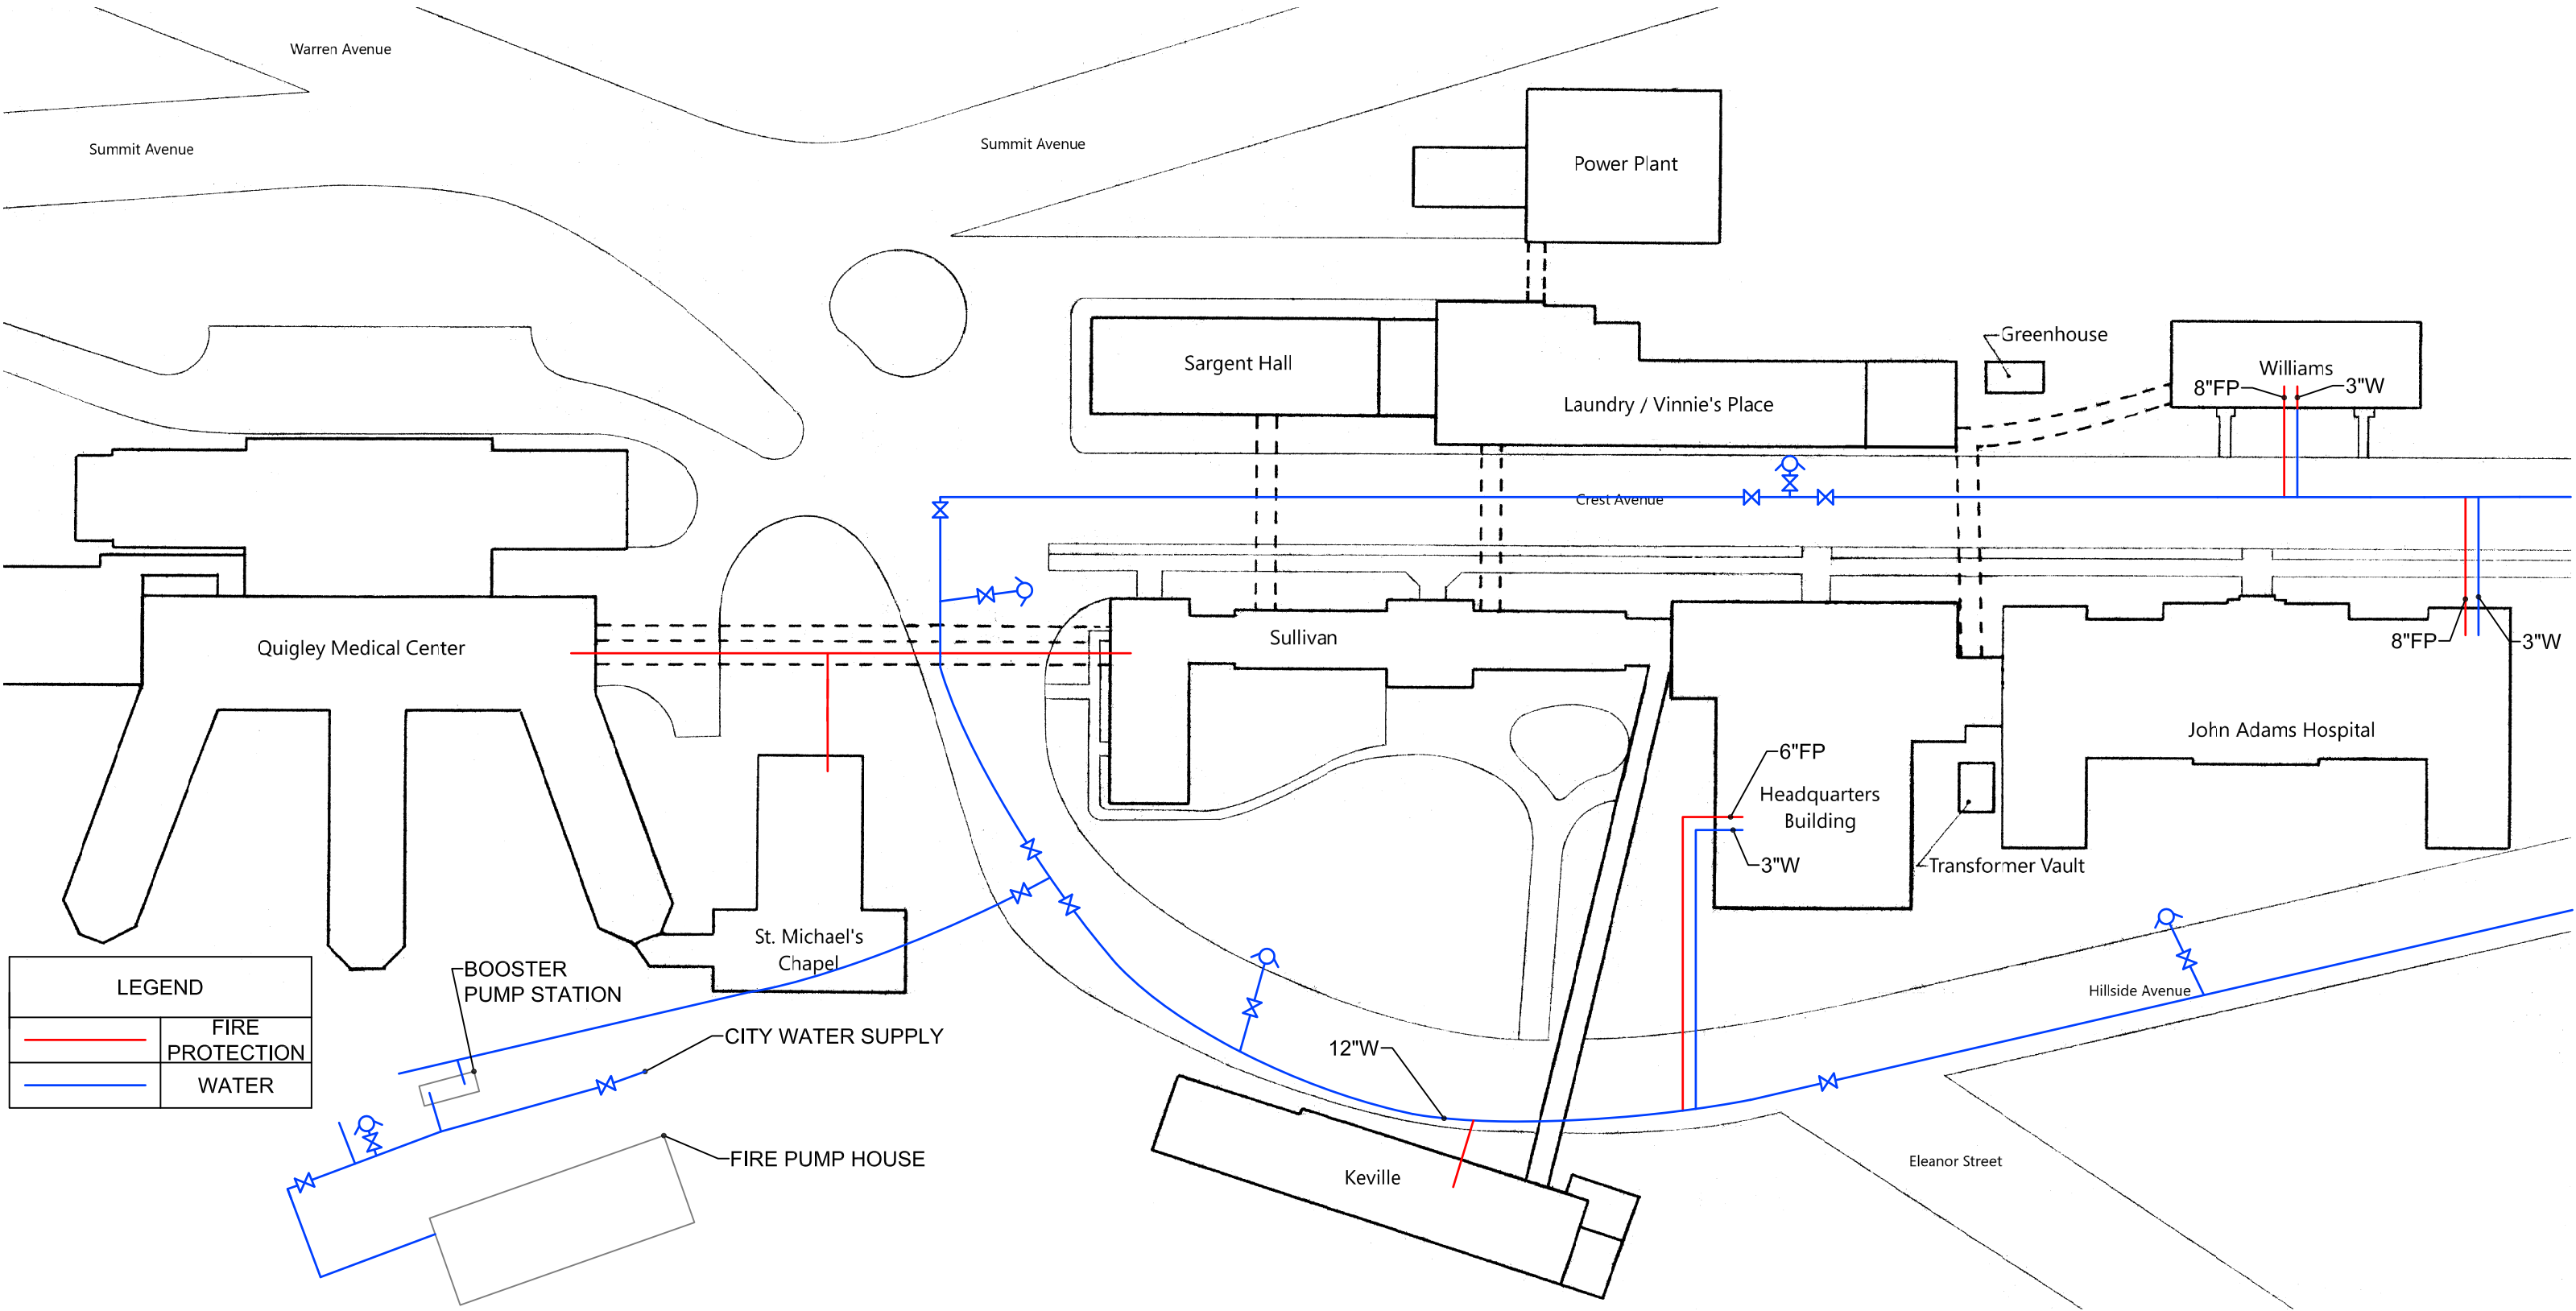 Warren Avenue
Summit Avenue
Summit Avenue
Power Plant
Greenhouse
Sargent Hall
Laundry / Vinnie's Place
Williams
8"FP
3"W
Crest Avenue
Quigley Medical Center
Sullivan
8"FP
3"W
John Adams Hospital
6"FP
Headquarters
Building
3"W
Transformer Vault
St. Michael's
Chapel
BOOSTER
PUMP STATION
LEGEND
FIRE
PROTECTION
WATER
CITY WATER SUPPLY
Hillside Avenue
12"W
FIRE PUMP HOUSE
Keville
Eleanor Street